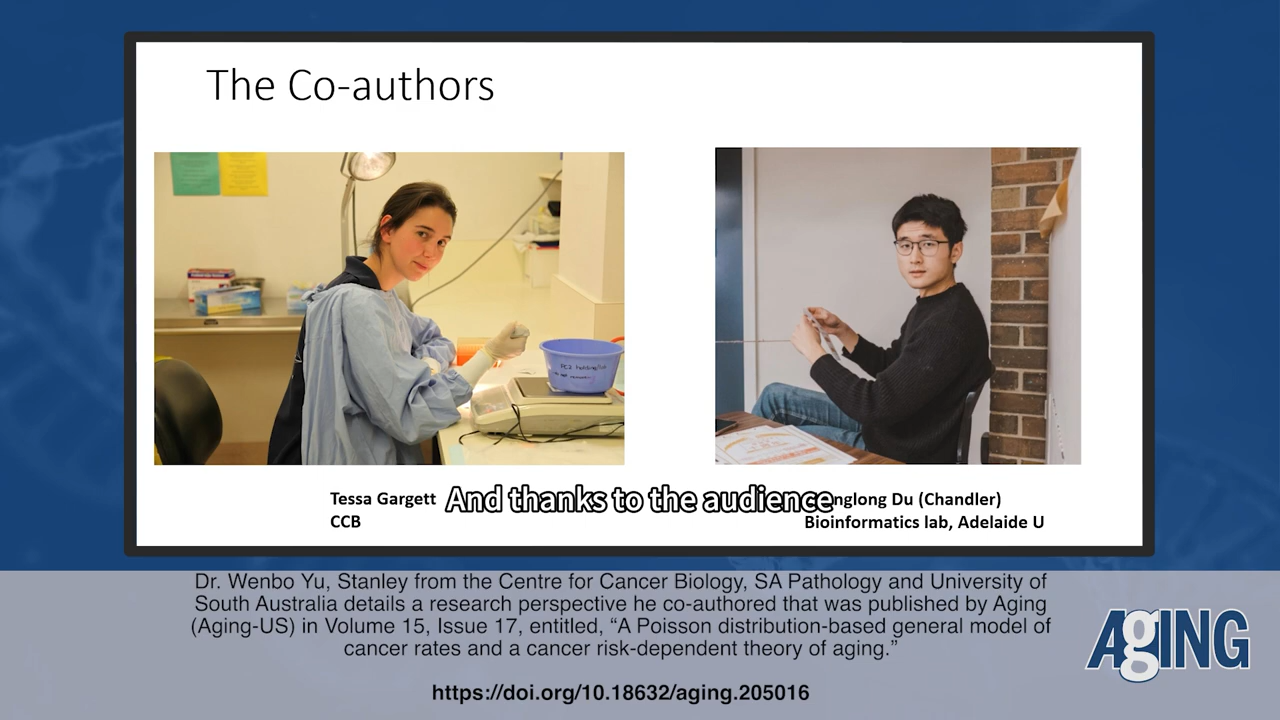 The Co-authors
Tessa Gargett
CCB
And thanks to the audience
nglong Du (Chandler)
Bioinformatics lab, Adelaide U
Dr. Wenbo Yu, Stanley from the Centre for Cancer Biology, SA Pathology and University of
South Australia details a research perspective he co-authored that was published by Aging
(Aging-US) in Volume 15, Issue 17, entitled, “A Poisson distribution-based general model of
cancer rates and a cancer risk-dependent theory of aging.”
AgING
https://doi.org/10.18632/aging.205016